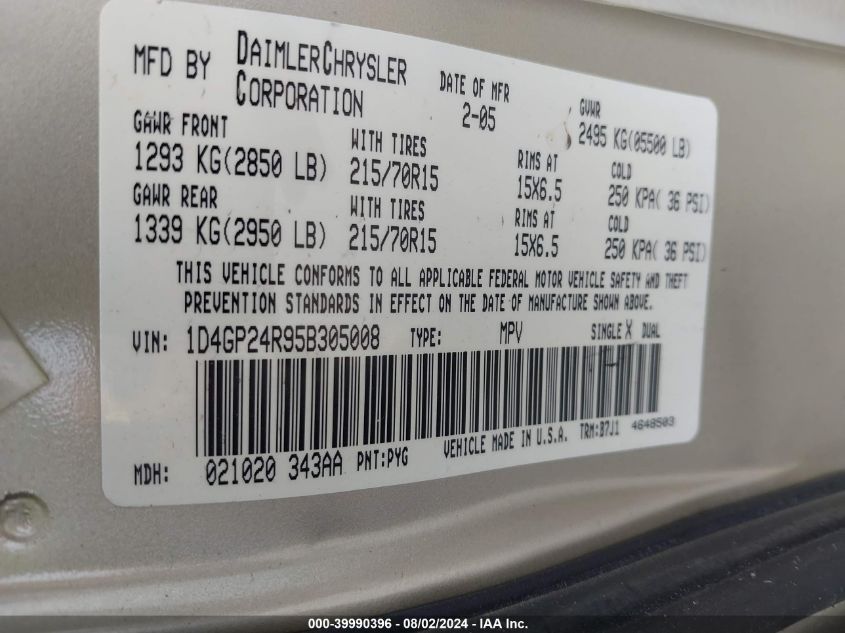 MFD BY DAIMLERCHRYSLER CORPORATION
DATE OF MFR 2-05
GVWR 2495 KG(05500 LB)
GAWR FRONT WITH TIRES RIMS AT COLD
1293 KG(2850 LB) 215/70R15 15X6.5 250 KPA( 36 PSI)
GAWR REAR WITH TIRES RIMS AT COLD
1339 KG(2950 LB) 215/70R15 15X6.5 250 KPA( 36 PSI)
THIS VEHICLE CONFORMS TO ALL APPLICABLE FEDERAL MOTOR VEHICLE SAFETY AND THEFT
PREVENTION STANDARDS IN EFFECT ON THE DATE OF MANUFACTURE SHOWN ABOVE.
VIN: 1D4GP24R95B305008 TYPE: MPV SINGLE X DUAL
MDH: 021020 343AA PNT:PYG VEHICLE MADE IN U.S.A. TRM:B7J1 4648503
000-39990396 - 08/02/2024 - IAA Inc.